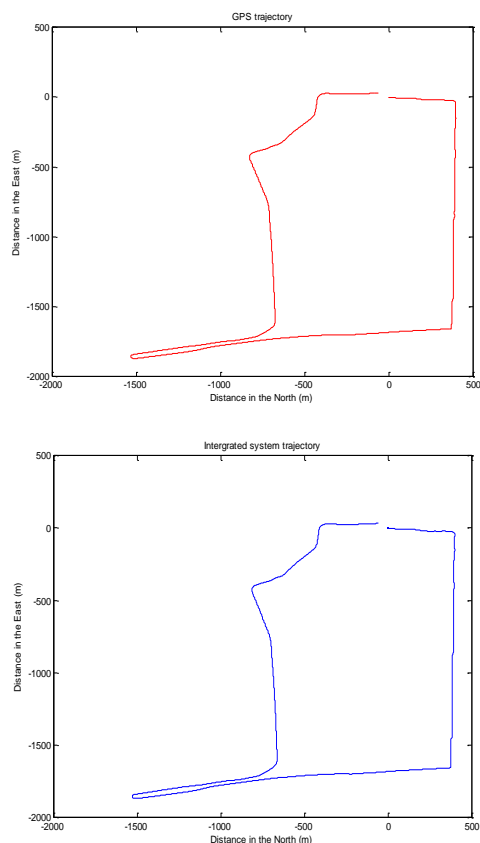 GPS trajectory
500
0
-500
-1000
-1500
-2000
Distance in the East (m)
-2000 -1500 -1000 -500 0 500
Distance in the North (m)
Intergrated system trajectory
500
0
-500
-1000
-1500
-2000
Distance in the East (m)
-2000 -1500 -1000 -500 0 500
Distance in the North (m)